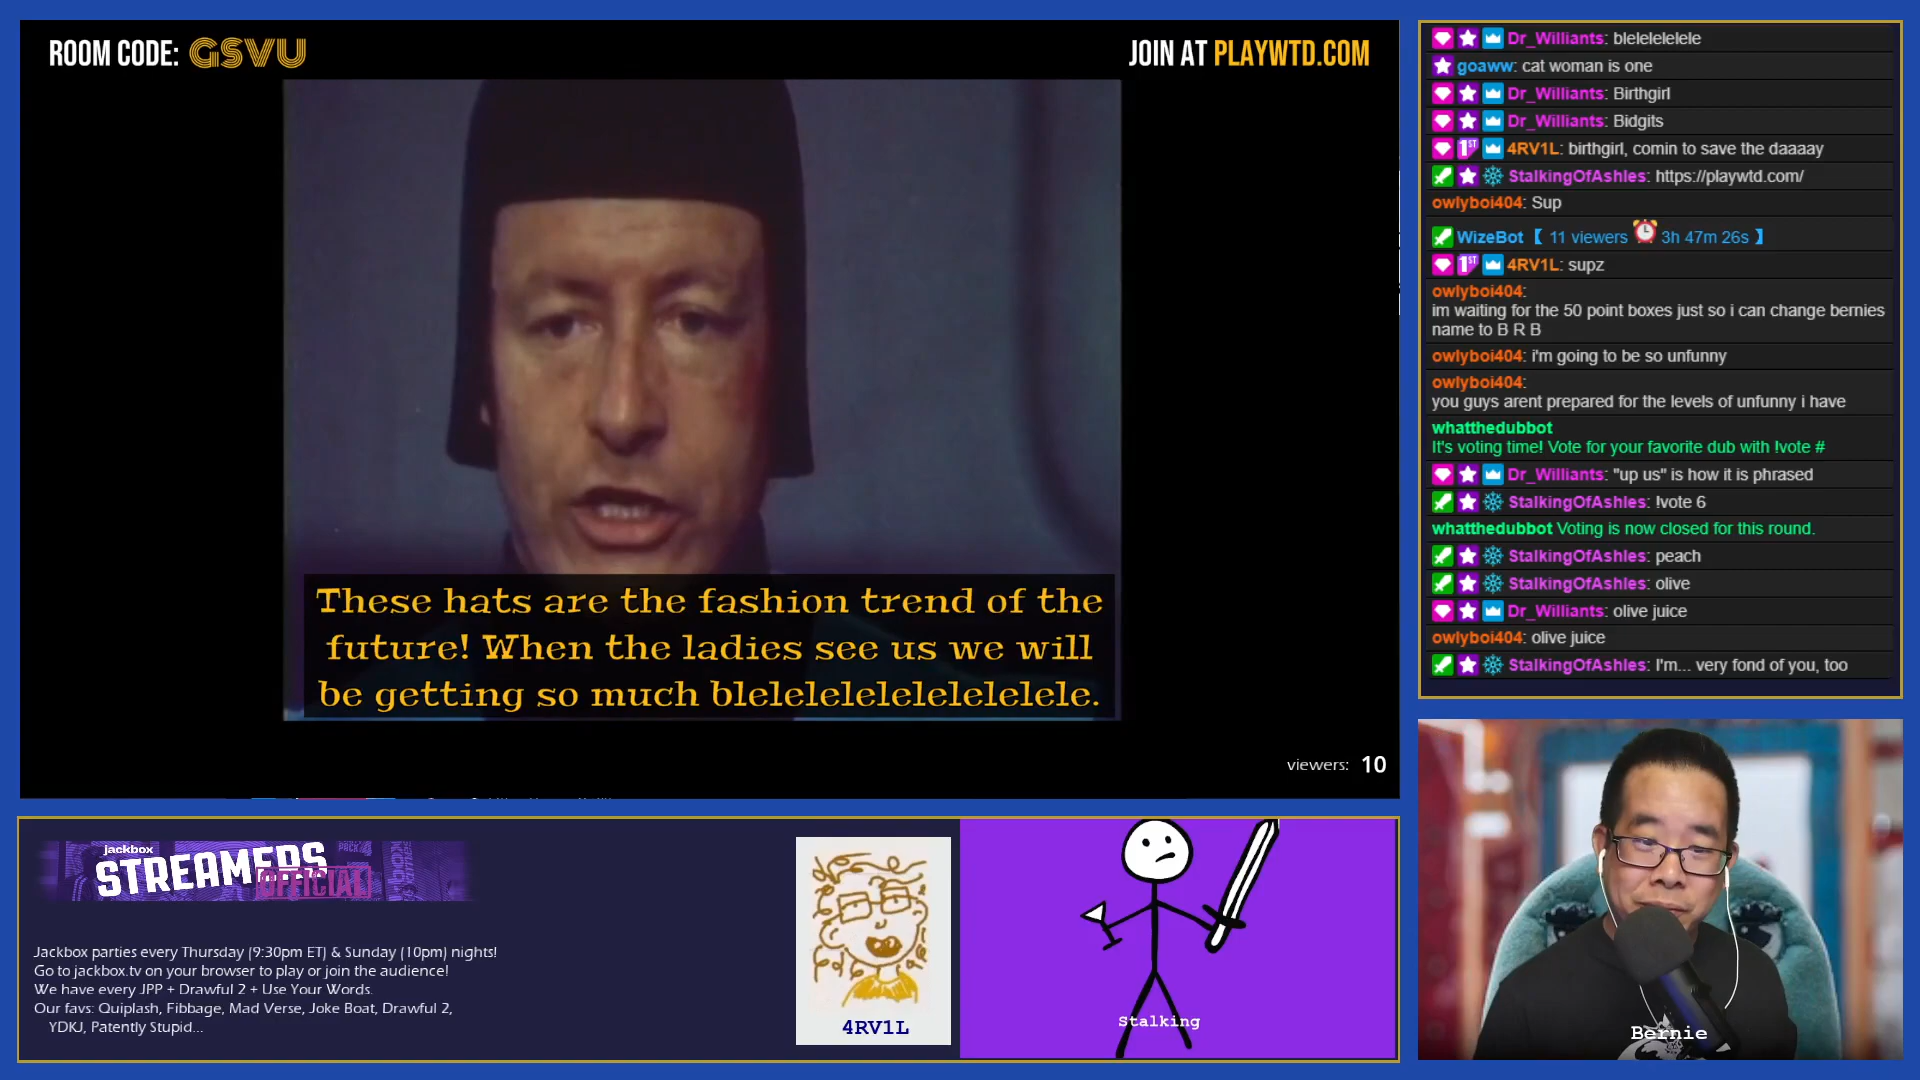 ROOM CODE: GSVU
JOIN AT PLAYWTD.COM
These hats are the fashion trend of the
future! When the ladies see us we will
be getting so much blelelelelelelelelele.
viewers: 10
Dr_Williants: blelelelelele
goaww: cat woman is one
Dr_Williants: Birthgirl
Dr_Williants: Bidgits
1ST 4RV1L: birthgirl, comin to save the daaaay
StalkingOfAshles: https://playwtd.com/
owlyboi404: Sup
WizeBot 【 11 viewers 3h 47m 26s 】
1ST 4RV1L: supz
owlyboi404:
im waiting for the 50 point boxes just so i can change bernies
name to B R B
owlyboi404: i'm going to be so unfunny
owlyboi404:
you guys arent prepared for the levels of unfunny i have
whatthedubbot
It's voting time! Vote for your favorite dub with !vote #
Dr_Williants: "up us" is how it is phrased
StalkingOfAshles: !vote 6
whatthedubbot Voting is now closed for this round.
StalkingOfAshles: peach
StalkingOfAshles: olive
Dr_Williants: olive juice
owlyboi404: olive juice
StalkingOfAshles: I'm... very fond of you, too
jackbox
STREAMERS
OFFICIAL
Jackbox parties every Thursday (9:30pm ET) & Sunday (10pm) nights!
Go to jackbox.tv on your browser to play or join the audience!
We have every JPP + Drawful 2 + Use Your Words.
Our favs: Quiplash, Fibbage, Mad Verse, Joke Boat, Drawful 2,
YDKJ, Patently Stupid...
4RV1L
Stalking
Bernie